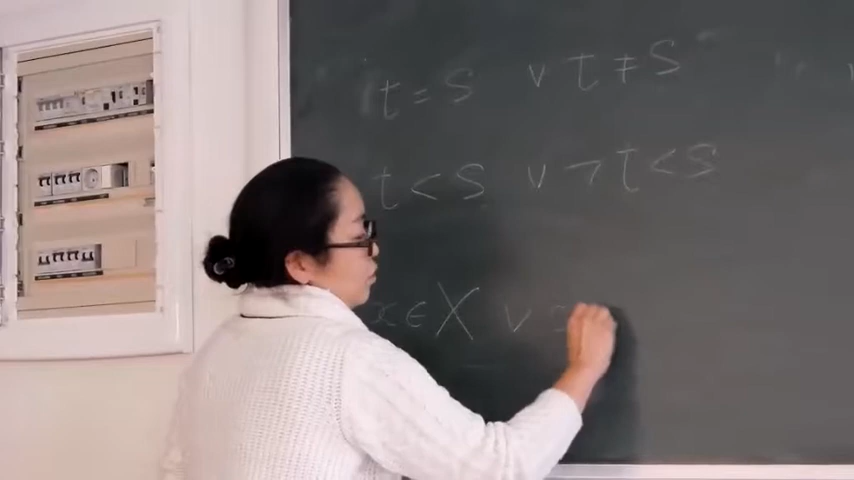 t = s ∨ t ≠ s
t < s ∨ ¬ t < s
x ∈ X ∨